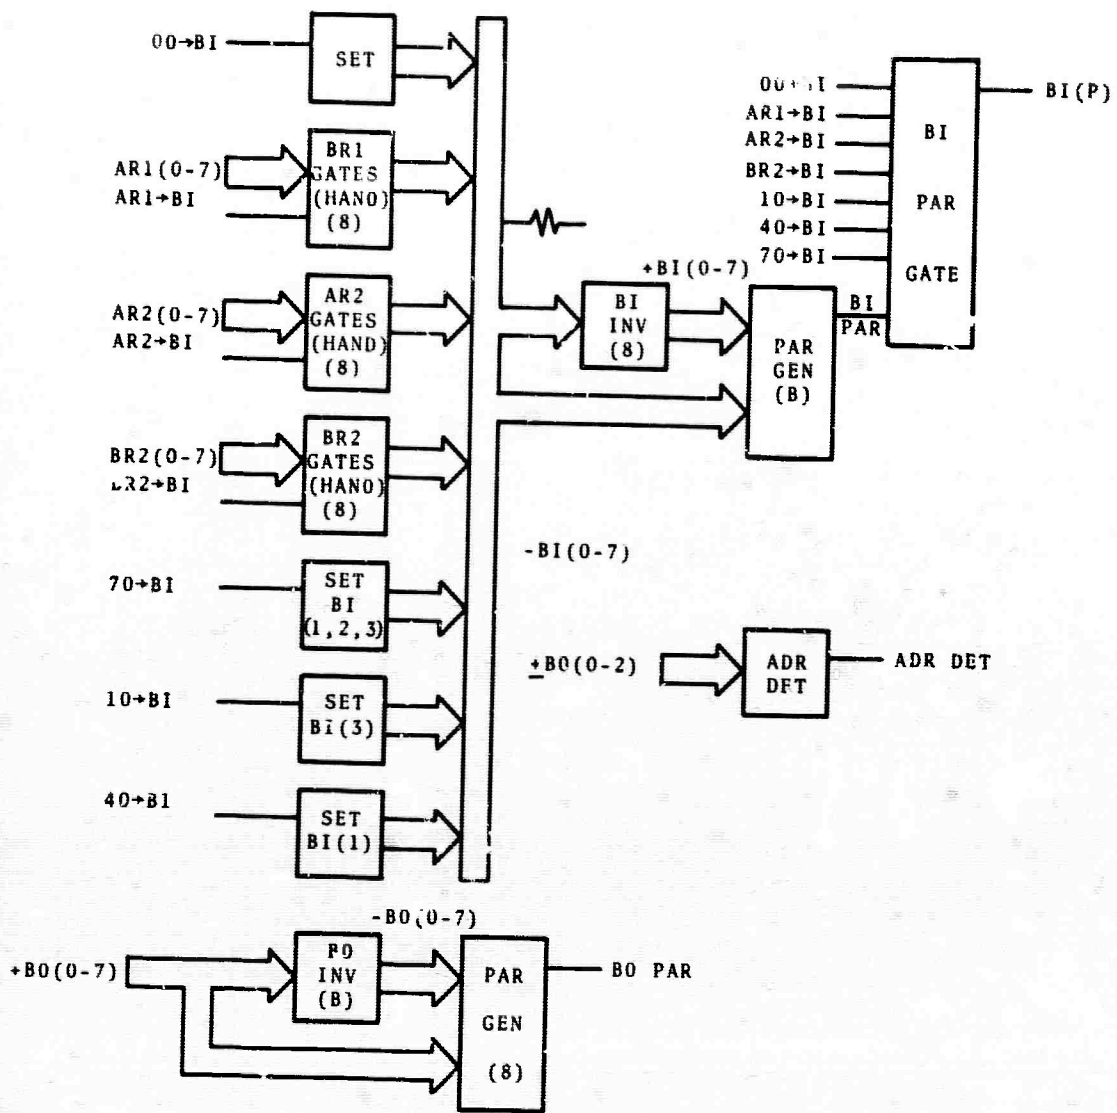 00→BI
SET
AR1(0-7)
AR1→BI
BR1
GATES
(HANO)
(8)
AR2(0-7)
AR2→BI
AR2
GATES
(HAND)
(8)
BR2(0-7)
BR2→BI
BR2
GATES
(HANO)
(8)
70→BI
SET
BI
(1,2,3)
10→BI
SET
BI(3)
40→BI
SET
BI(1)
+BI(0-7)
BI
INV
(8)
PAR
GEN
(B)
BI
PAR
AR1→BI
AR2→BI
BR2→BI
10→BI
40→BI
70→BI
BI
PAR
GATE
BI(P)
-BI(0-7)
±BO(0-2)
ADR
DET
ADR DET
+BO(0-7)
-BO(0-7)
BO
INV
(B)
PAR
GEN
(8)
BO PAR